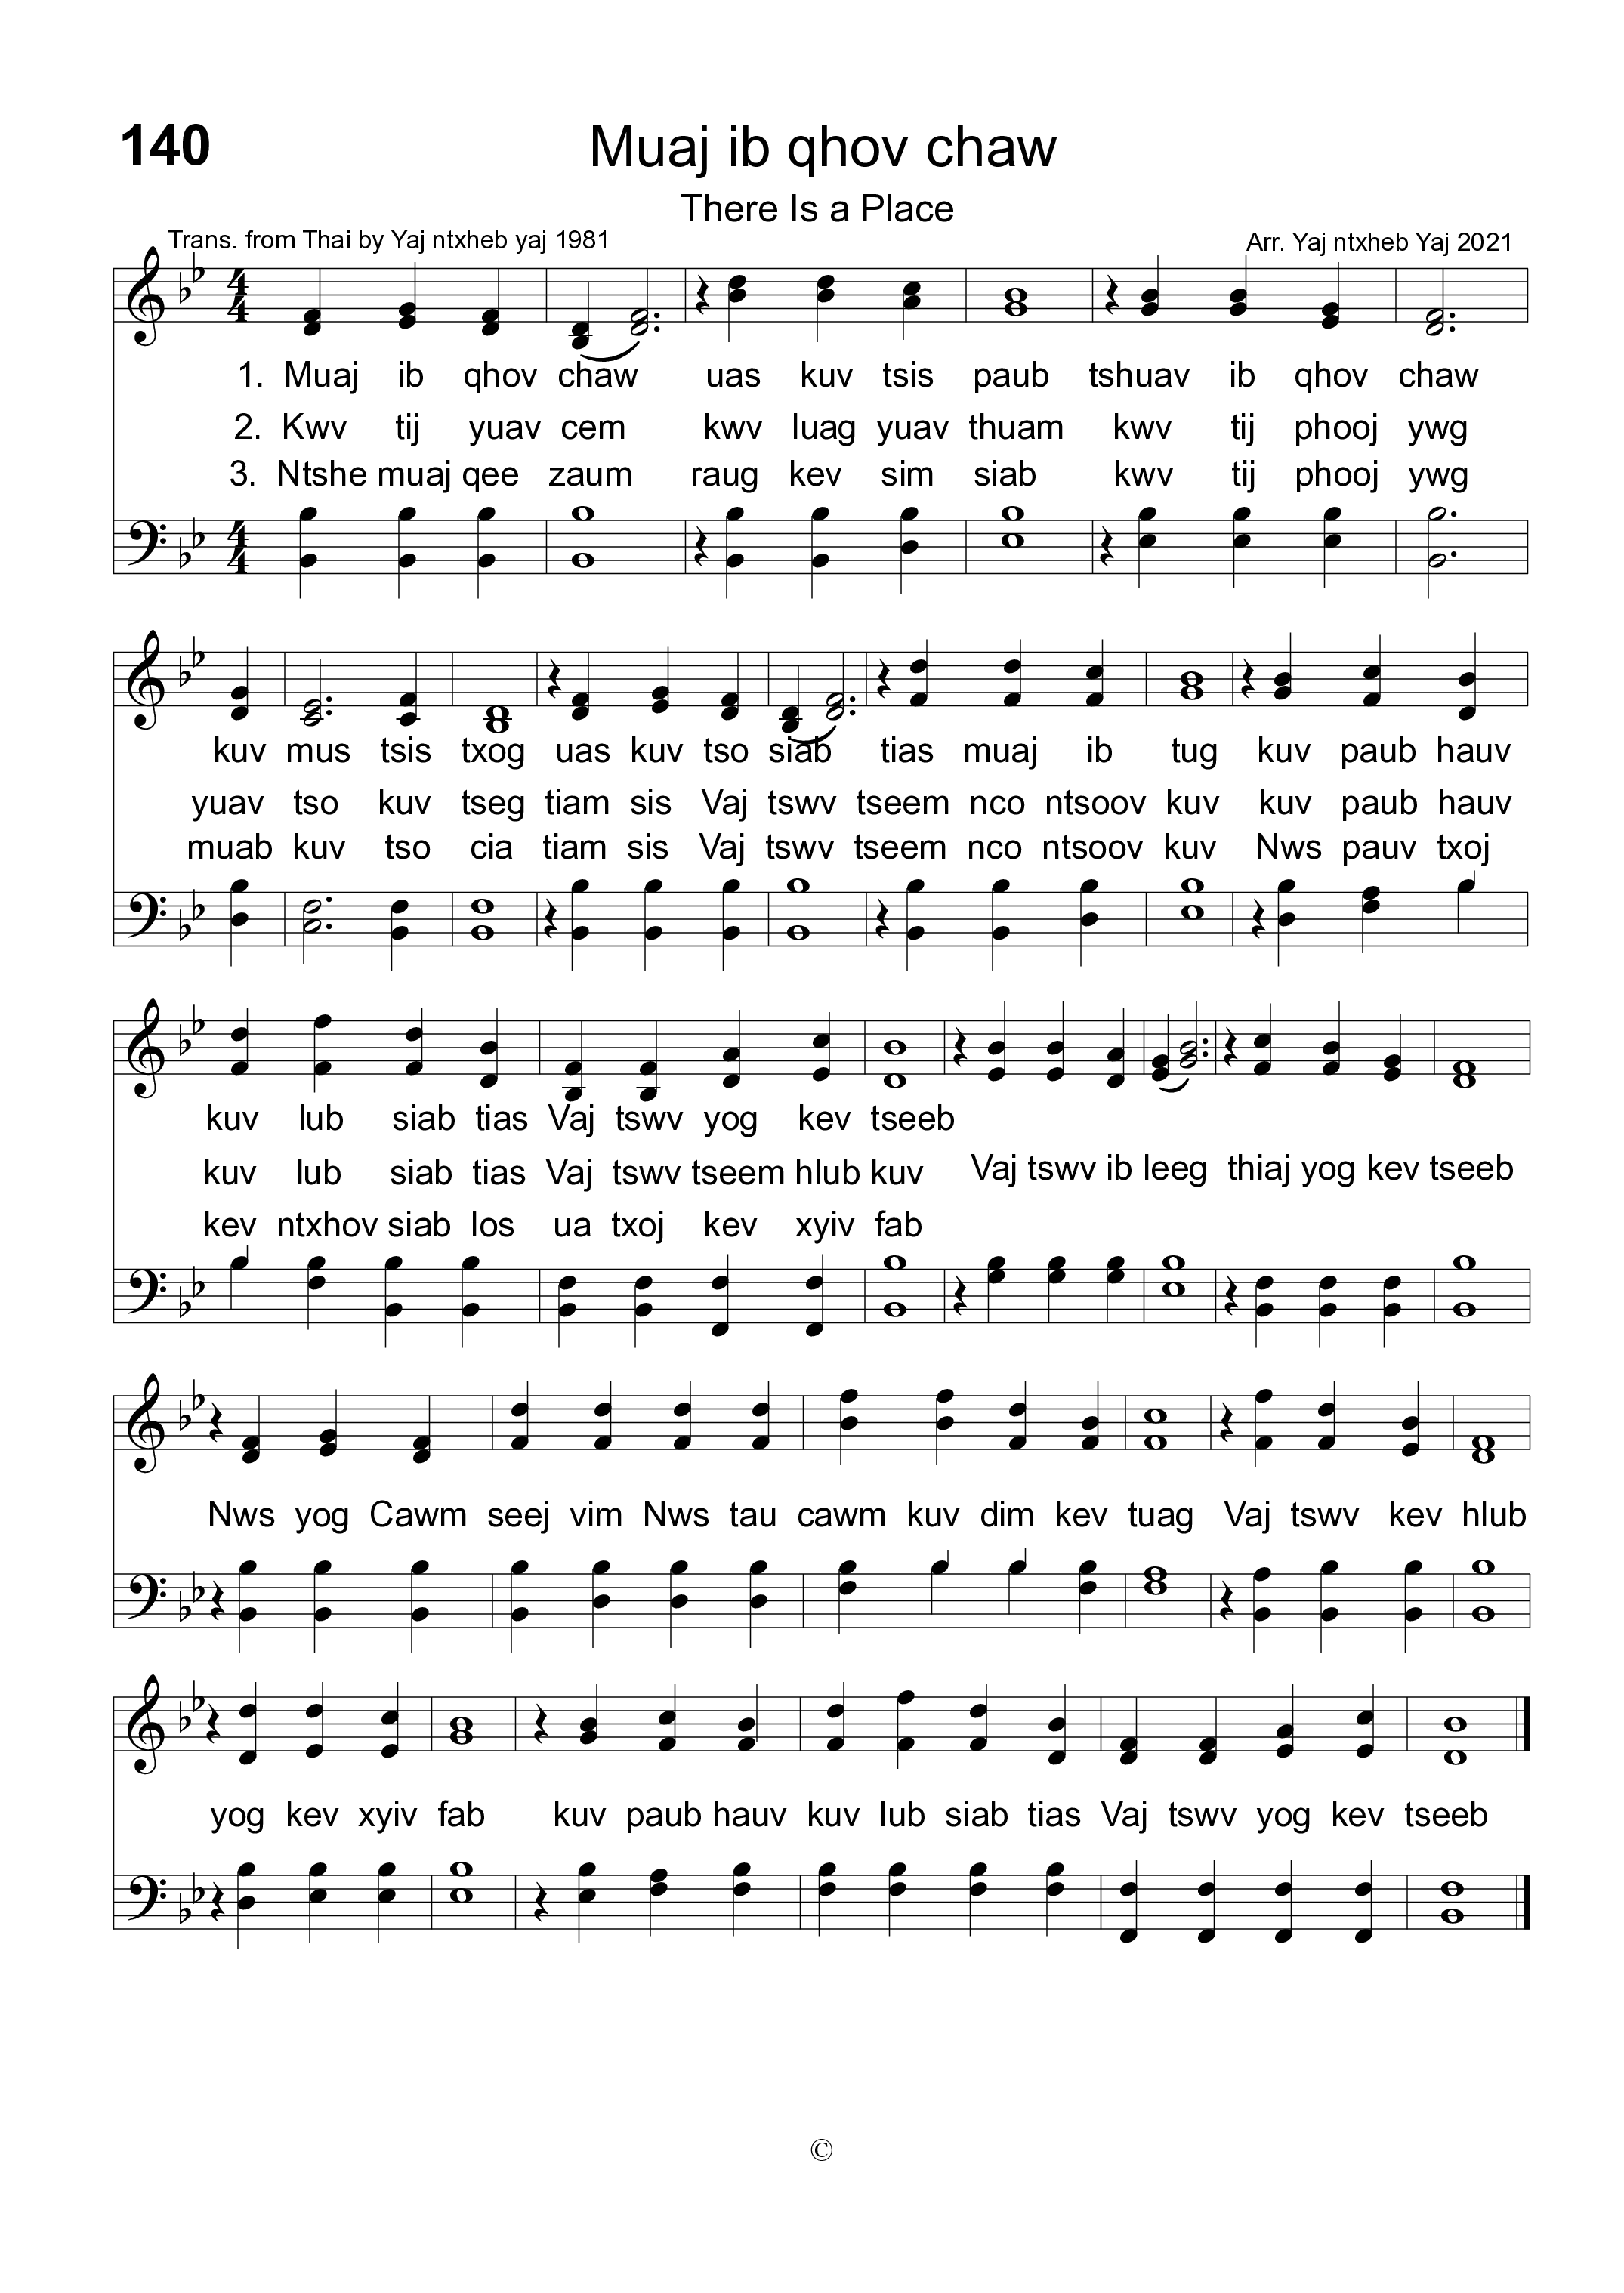 140
Muaj ib qhov chaw
There Is a Place
Trans. from Thai by Yaj ntxheb yaj 1981
Arr. Yaj ntxheb Yaj 2021
1. Muaj ib qhov chaw uas kuv tsis paub tshuav ib qhov chaw
2. Kwv tij yuav cem kwv luag yuav thuam kwv tij phooj ywg
3. Ntshe muaj qee zaum raug kev sim siab kwv tij phooj ywg
kuv mus tsis txog uas kuv tso siab tias muaj ib tug kuv paub hauv
yuav tso kuv tseg tiam sis Vaj tswv tseem nco ntsoov kuv kuv paub hauv
muab kuv tso cia tiam sis Vaj tswv tseem nco ntsoov kuv Nws pauv txoj
kuv lub siab tias Vaj tswv yog kev tseeb
kuv lub siab tias Vaj tswv tseem hlub kuv Vaj tswv ib leeg thiaj yog kev tseeb
kev ntxhov siab los ua txoj kev xyiv fab
Nws yog Cawm seej vim Nws tau cawm kuv dim kev tuag Vaj tswv kev hlub
yog kev xyiv fab kuv paub hauv kuv lub siab tias Vaj tswv yog kev tseeb
©